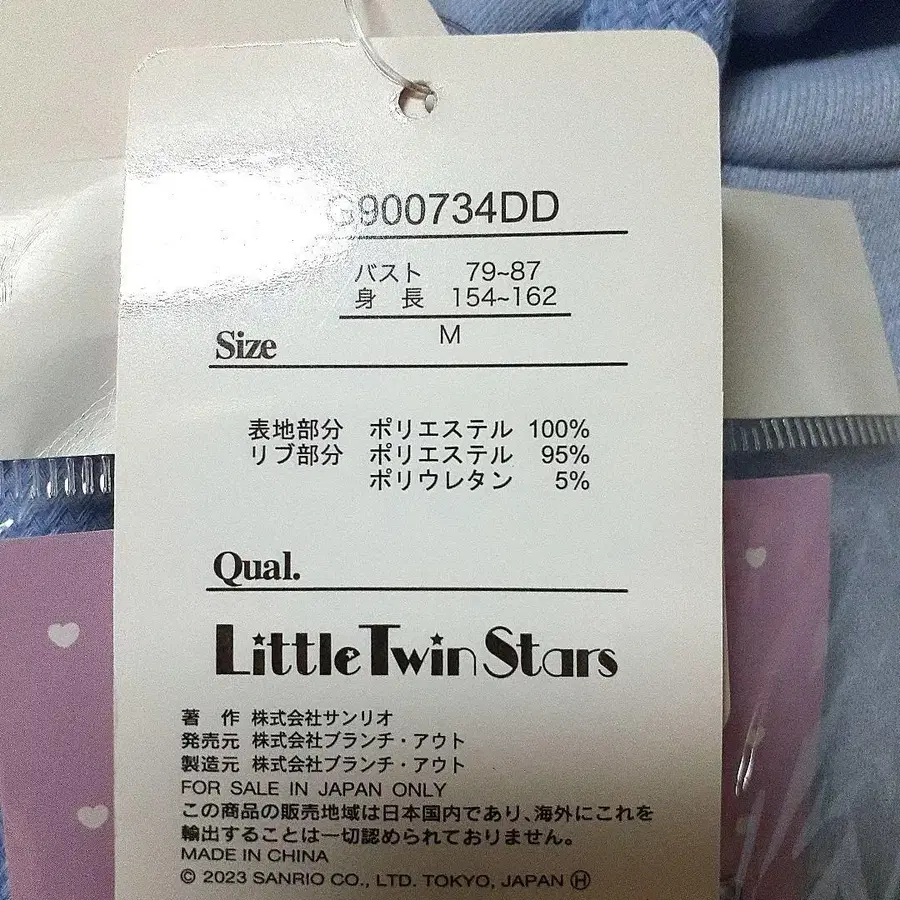 G900734DD
バスト 79~87
身 長 154~162
M
Size
表地部分 ポリエステル 100%
リブ部分 ポリエステル 95%
ポリウレタン 5%
Qual.
LittleTwinStars
著 作 株式会社サンリオ
発売元 株式会社ブランチ・アウト
製造元 株式会社ブランチ・アウト
FOR SALE IN JAPAN ONLY
この商品の販売地域は日本国内であり、海外にこれを
輸出することは一切認められておりません。
MADE IN CHINA
© 2023 SANRIO CO., LTD. TOKYO, JAPAN Ⓗ